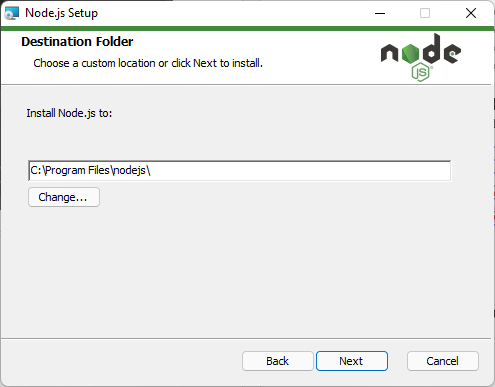 Node.js Setup
Destination Folder
Choose a custom location or click Next to install.
node
JS
Install Node.js to:
C:\Program Files\nodejs\
Change...
Back
Next
Cancel